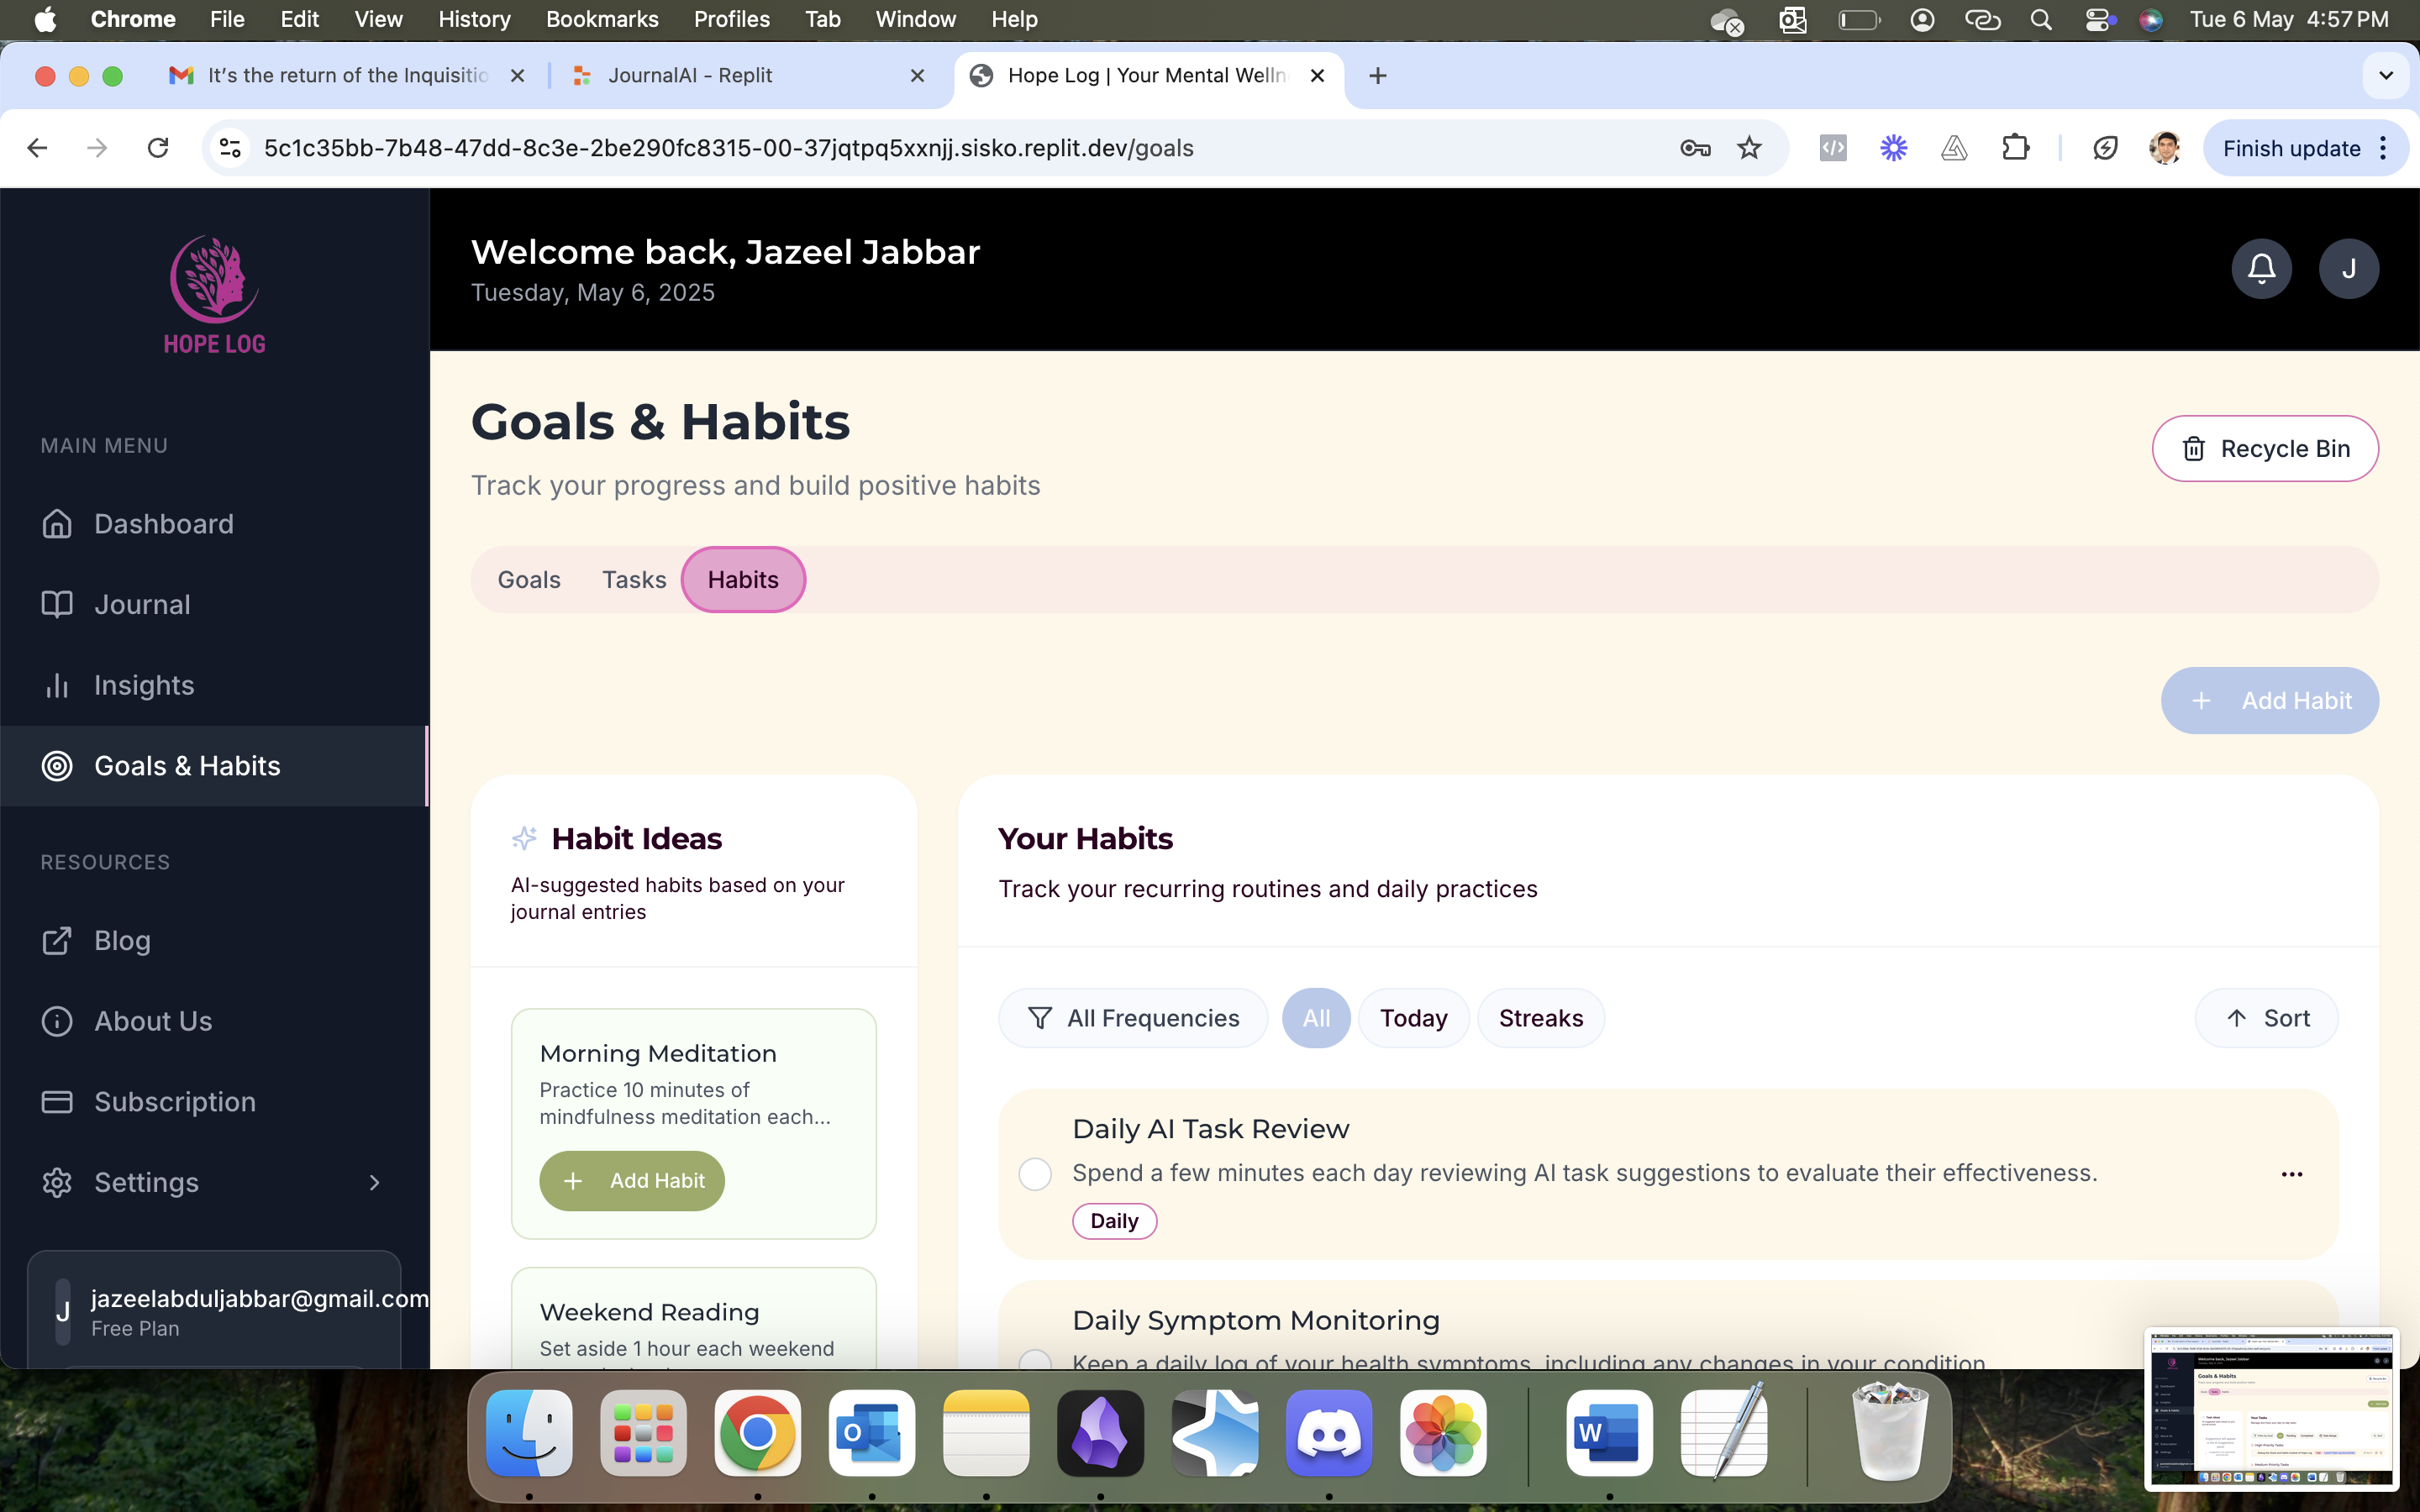 Chrome File Edit View History Bookmarks Profiles Tab Window Help Tue 6 May 4:57 PM
It's the return of the Inquisitio JournalAI - Replit Hope Log | Your Mental Welln
5c1c35bb-7b48-47dd-8c3e-2be290fc8315-00-37jqtpq5xxnjj.sisko.replit.dev/goals Finish update
HOPE LOG
MAIN MENU
Dashboard
Journal
Insights
Goals & Habits
RESOURCES
Blog
About Us
Subscription
Settings
J jazeelabduljabbar@gmail.com
Free Plan
Welcome back, Jazeel Jabbar
Tuesday, May 6, 2025
J
Goals & Habits
Track your progress and build positive habits
Recycle Bin
Goals Tasks Habits
+ Add Habit
Habit Ideas
AI-suggested habits based on your
journal entries
Morning Meditation
Practice 10 minutes of
mindfulness meditation each...
+ Add Habit
Weekend Reading
Set aside 1 hour each weekend
Your Habits
Track your recurring routines and daily practices
All Frequencies All Today Streaks Sort
Daily AI Task Review
Spend a few minutes each day reviewing AI task suggestions to evaluate their effectiveness.
Daily
Daily Symptom Monitoring
Keep a daily log of your health symptoms, including any changes in your condition